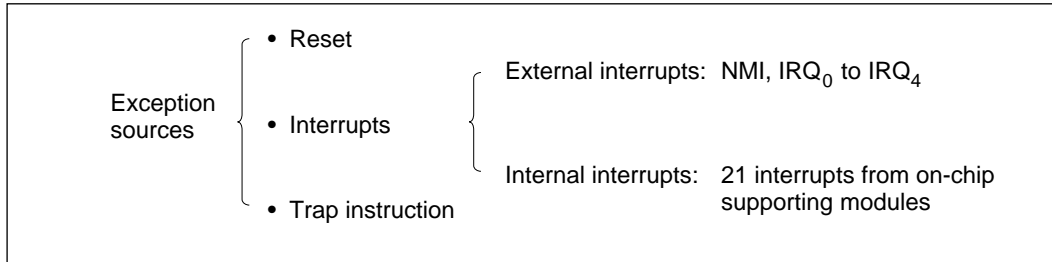 • Reset
External interrupts: NMI, IRQ0 to IRQ4
Exception
sources
• Interrupts
Internal interrupts: 21 interrupts from on-chip
supporting modules
• Trap instruction